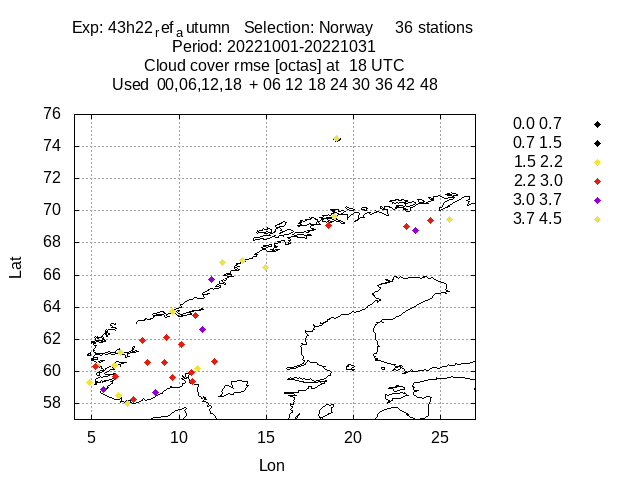 Exp: 43h22refautumn Selection: Norway 36 stations
Period: 20221001-20221031
Cloud cover rmse [octas] at 18 UTC
Used 00,06,12,18 + 06 12 18 24 30 36 42 48
76
74
72
70
68
66
64
62
60
58
Lat
5 10 15 20 25
Lon
0.0 0.7
0.7 1.5
1.5 2.2
2.2 3.0
3.0 3.7
3.7 4.5